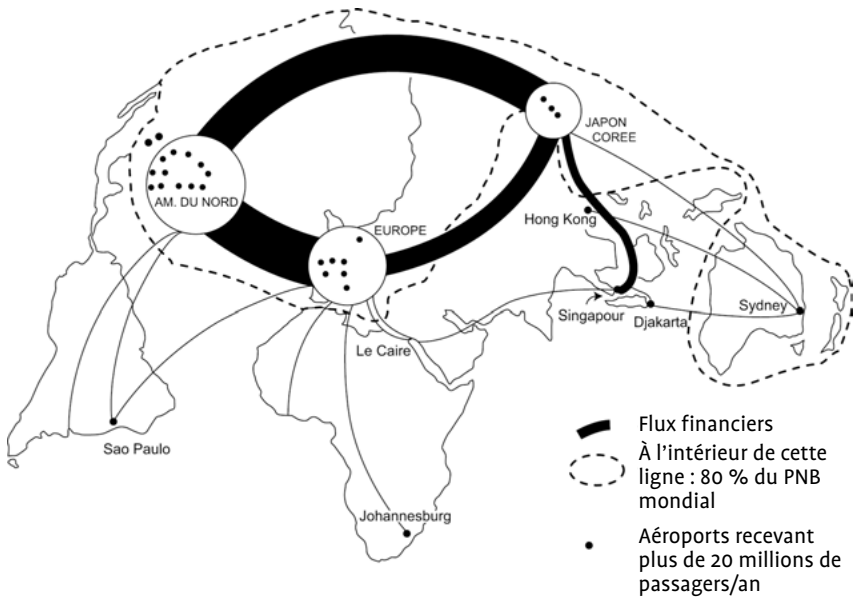 JAPON
COREE
AM. DU NORD
EUROPE
Hong Kong
Singapour
Djakarta
Sydney
Le Caire
Sao Paulo
Johannesburg
Flux financiers
À l’intérieur de cette
ligne : 80 % du PNB
mondial
Aéroports recevant
plus de 20 millions de
passagers/an